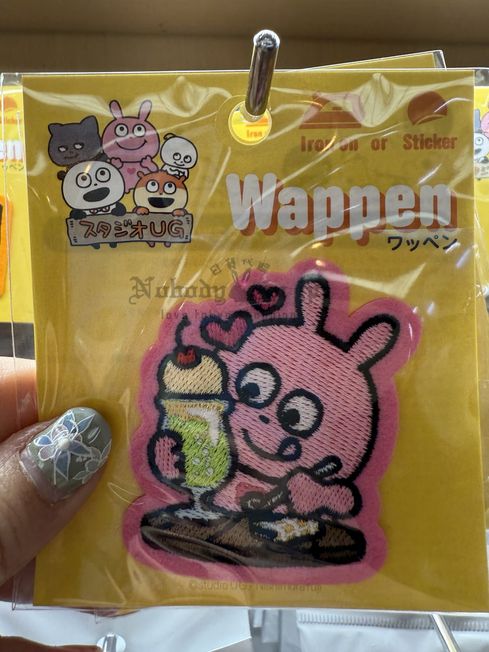 Iron
Iron on or Sticker
スタジオUG
Wappen
ワッペン
Nobody